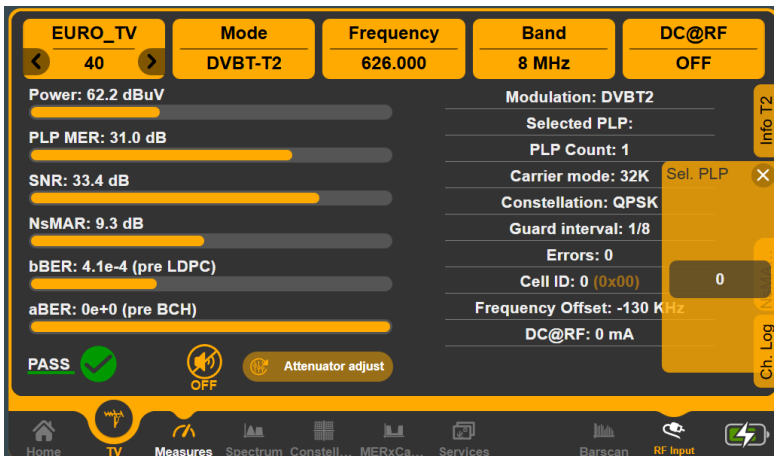 EURO_TV
40
Mode
DVBT-T2
Frequency
626.000
Band
8 MHz
DC@RF
OFF
Power: 62.2 dBuV
PLP MER: 31.0 dB
SNR: 33.4 dB
NsMAR: 9.3 dB
bBER: 4.1e-4 (pre LDPC)
aBER: 0e+0 (pre BCH)
PASS
OFF
Attenuator adjust
Modulation: DVBT2
Selected PLP:
PLP Count: 1
Carrier mode: 32K
Constellation: QPSK
Guard interval: 1/8
Errors: 0
Cell ID: 0 (0x00)
Frequency Offset: -130 KHz
DC@RF: 0 mA
Sel. PLP
0
Info T2
NsMA...
Ch. Log
Home
TV
Measures
Spectrum
Constell...
MERxCa...
Services
Barscan
RF Input